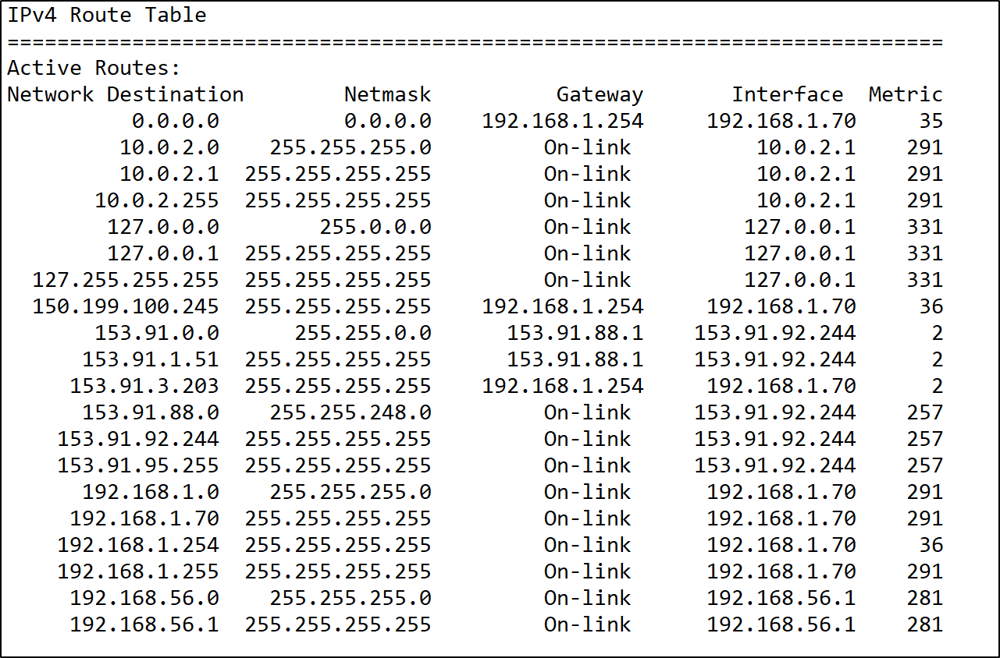 IPv4 Route Table
===========================================================================
Active Routes:
Network Destination        Netmask          Gateway       Interface  Metric
          0.0.0.0          0.0.0.0    192.168.1.254     192.168.1.70     35
         10.0.2.0    255.255.255.0         On-link          10.0.2.1    291
         10.0.2.1  255.255.255.255         On-link          10.0.2.1    291
       10.0.2.255  255.255.255.255         On-link          10.0.2.1    291
        127.0.0.0        255.0.0.0         On-link         127.0.0.1    331
        127.0.0.1  255.255.255.255         On-link         127.0.0.1    331
  127.255.255.255  255.255.255.255         On-link         127.0.0.1    331
  150.199.100.245  255.255.255.255    192.168.1.254     192.168.1.70     36
       153.91.0.0      255.255.0.0      153.91.88.1    153.91.92.244      2
      153.91.1.51  255.255.255.255      153.91.88.1    153.91.92.244      2
     153.91.3.203  255.255.255.255    192.168.1.254     192.168.1.70      2
      153.91.88.0    255.255.248.0         On-link     153.91.92.244    257
    153.91.92.244  255.255.255.255         On-link     153.91.92.244    257
    153.91.95.255  255.255.255.255         On-link     153.91.92.244    257
      192.168.1.0    255.255.255.0         On-link      192.168.1.70    291
     192.168.1.70  255.255.255.255         On-link      192.168.1.70    291
    192.168.1.254  255.255.255.255         On-link      192.168.1.70     36
    192.168.1.255  255.255.255.255         On-link      192.168.1.70    291
     192.168.56.0    255.255.255.0         On-link      192.168.56.1    281
     192.168.56.1  255.255.255.255         On-link      192.168.56.1    281